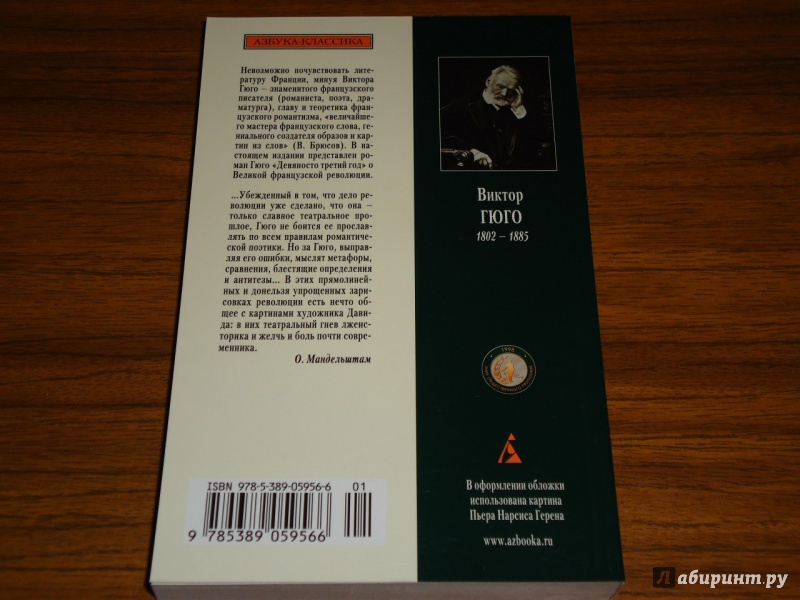 АЗБУКА-КЛАССИКА
Невозможно почувствовать лите-
ратуру Франции, минуя Виктора
Гюго – знаменитого французского
писателя (романиста, поэта, дра-
матурга), главу и теоретика фран-
цузского романтизма, «величайше-
го мастера французского слова, ге-
ниального создателя образов и кар-
тин из слов» (В. Брюсов). В на-
стоящем издании представлен ро-
ман Гюго «Девяносто третий год» о
Великой французской революции.
...Убежденный в том, что дело ре-
волюции уже сделано, что она –
только славное театральное про-
шлое, Гюго не боится ее прослав-
лять по всем правилам романтической
поэтики. Но за Гюго, выправ-
ляя его ошибки, мыслят метафоры,
сравнения, блестящие определения
и антитезы... В этих прямолиней-
ных и донельзя упрощенных зари-
совках революции есть нечто об-
щее с картинами художника Дави-
да: в них театральный гнев лжеис-
торика и желчь и боль почти совре-
менника.
О. Мандельштам
ISBN 978-5-389-05956-6 01
9 785389 059566
Виктор
ГЮГО
1802 – 1885
1998
В оформлении обложки
использована картина
Пьера Нарсиса Герена
www.azbooka.ru
Лабиринт.ру